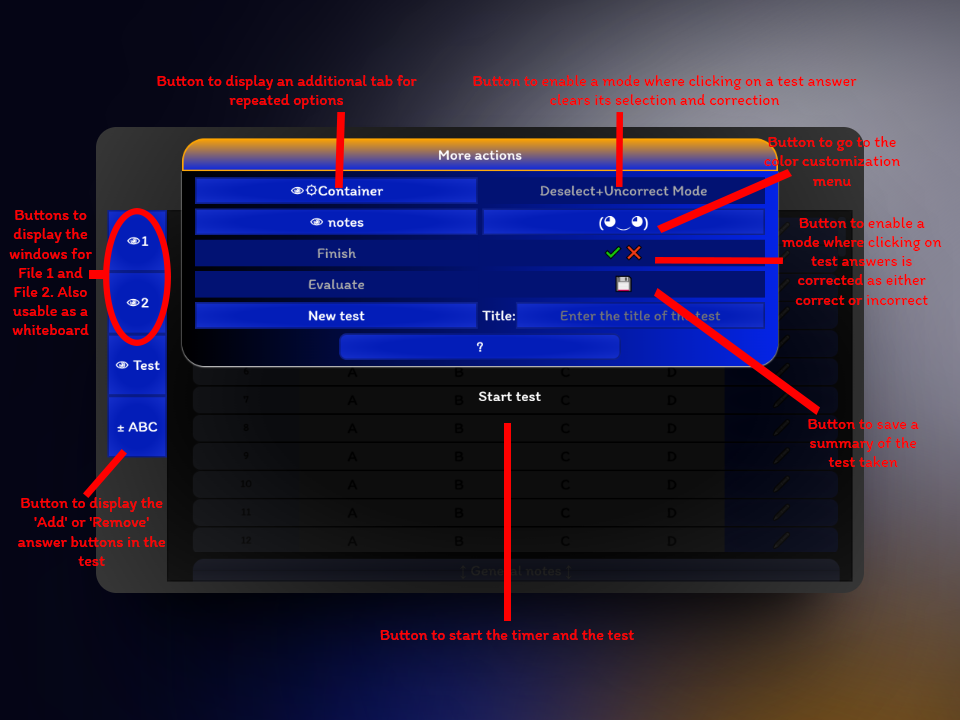 Button to display an additional tab for
repeated options
Button to enable a mode where clicking on a test answer
clears its selection and correction
More actions
Button to go to the
color customization
menu
Container
Deselect+Uncorrect Mode
notes
Finish
Evaluate
New test
Title:
Enter the title of the test
?
Buttons to
display the
windows for
File 1 and
File 2. Also
usable as a
whiteboard
1
2
Test
± ABC
Button to enable a
mode where clicking on
test answers is
corrected as either
correct or incorrect
Start test
6 A B C D
7 A B C D
8 A B C D
9 A B C D
10 A B C D
11 A B C D
12 A B C D
↕ General notes ↕
Button to save a
summary of the
test taken
Button to display the
'Add' or 'Remove'
answer buttons in the
test
Button to start the timer and the test